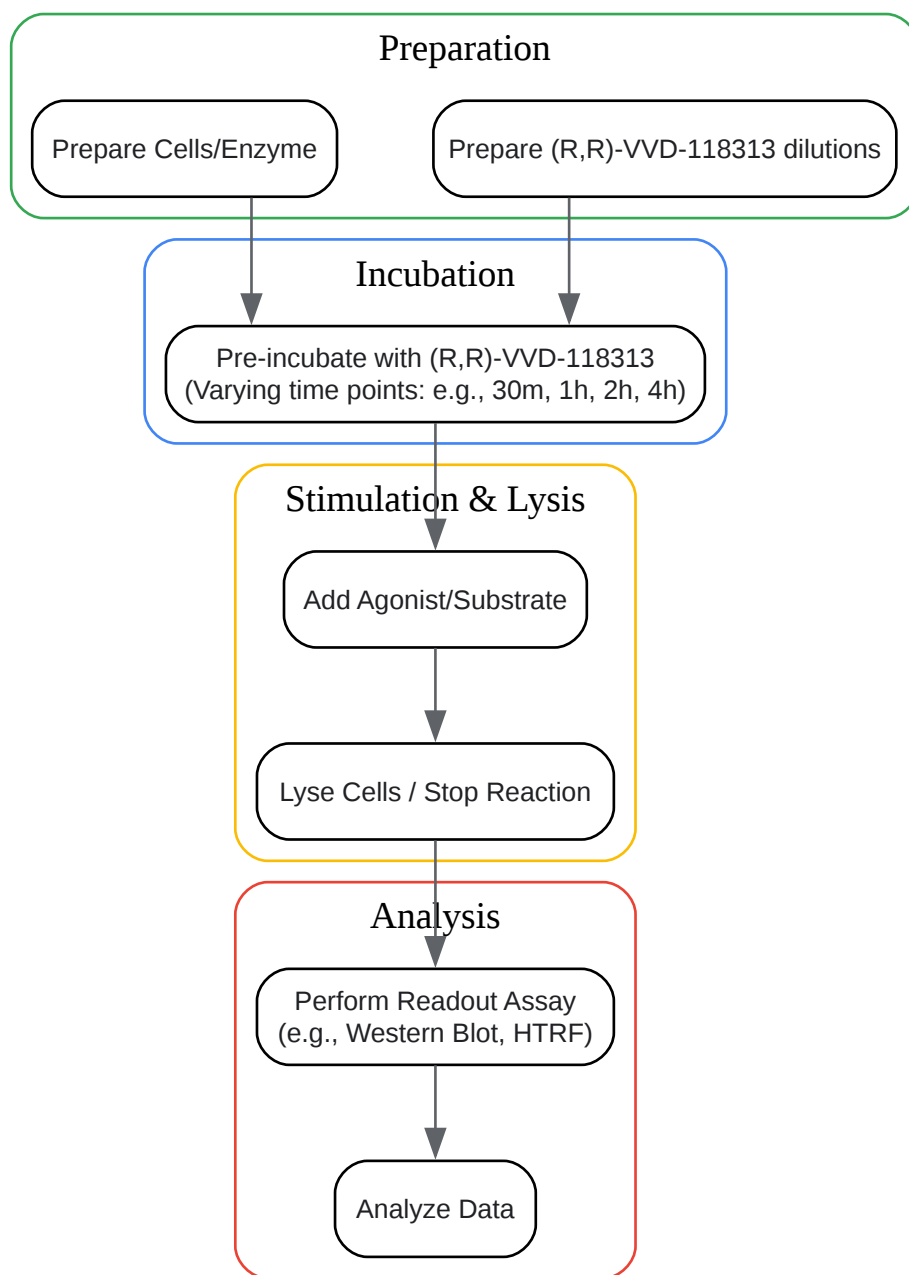 Preparation
Prepare Cells/Enzyme
Prepare (R,R)-VVD-118313 dilutions
Incubation
Pre-incubate with (R,R)-VVD-118313
(Varying time points: e.g., 30m, 1h, 2h, 4h)
Stimulation & Lysis
Add Agonist/Substrate
Lyse Cells / Stop Reaction
Analysis
Perform Readout Assay
(e.g., Western Blot, HTRF)
Analyze Data